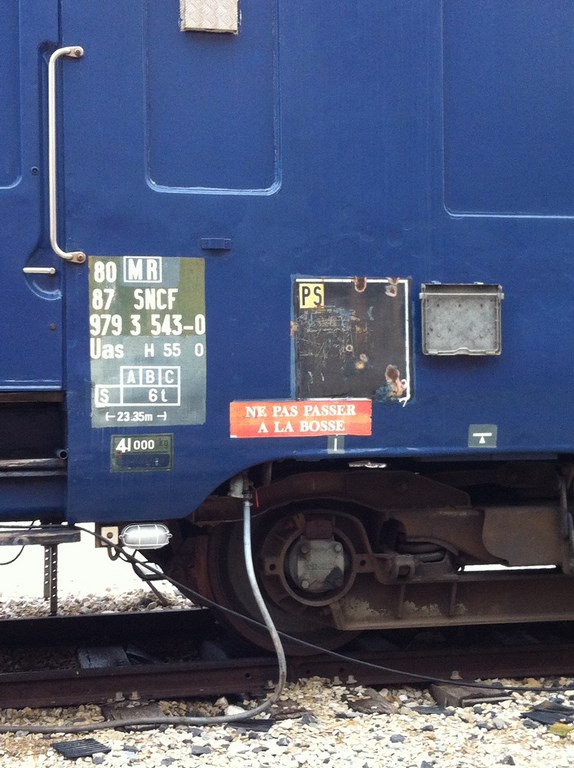 80 MR
87 SNCF
979 3 543-0
Uas H 55 0
A B C
S 6t
23.35m
41 000
PS
NE PAS PASSER
A LA BOSSE